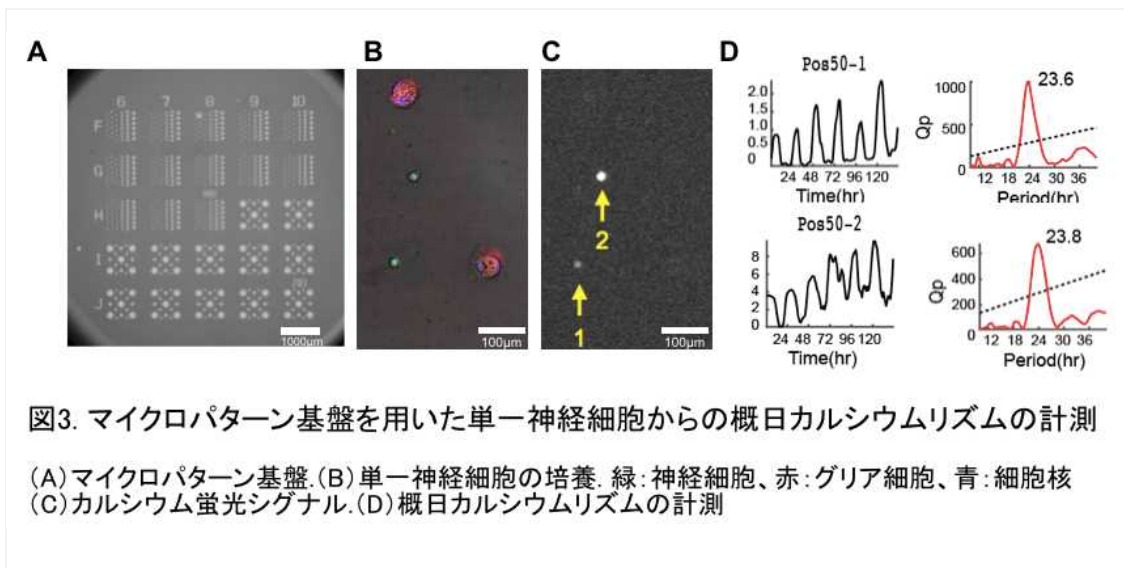 A
B
C
D
6 7 8 9 10
F
G
H
I
J
1000μm
100μm
2
1
100μm
Pos50-1
2.0
1.5
1.0
0.5
0
24 48 72 96 120
Time(hr)
1000
500
0
Qp
23.6
12 18 24 30 36
Period(hr)
Pos50-2
8
6
4
2
0
24 48 72 96 120
Time(hr)
600
400
200
0
Qp
23.8
12 24 30 36
Period(hr)
図3. マイクロパターン基盤を用いた単一神経細胞からの概日カルシウムリズムの計測
(A)マイクロパターン基盤.(B)単一神経細胞の培養. 緑:神経細胞、赤:グリア細胞、青:細胞核
(C)カルシウム蛍光シグナル.(D)概日カルシウムリズムの計測